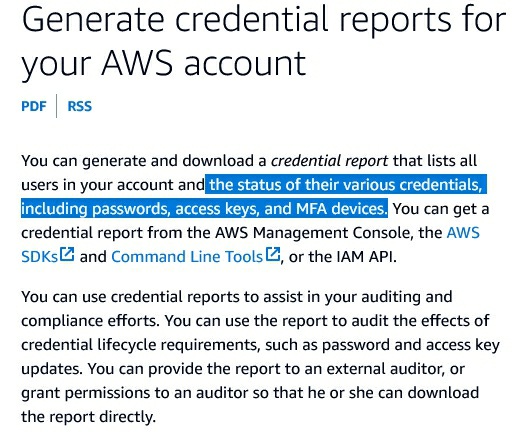 Generate credential reports for
your AWS account
PDF | RSS
You can generate and download a credential report that lists all
users in your account and the status of their various credentials,
including passwords, access keys, and MFA devices. You can get a
credential report from the AWS Management Console, the AWS
SDKs and Command Line Tools, or the IAM API.
You can use credential reports to assist in your auditing and
compliance efforts. You can use the report to audit the effects of
credential lifecycle requirements, such as password and access key
updates. You can provide the report to an external auditor, or
grant permissions to an auditor so that he or she can download
the report directly.